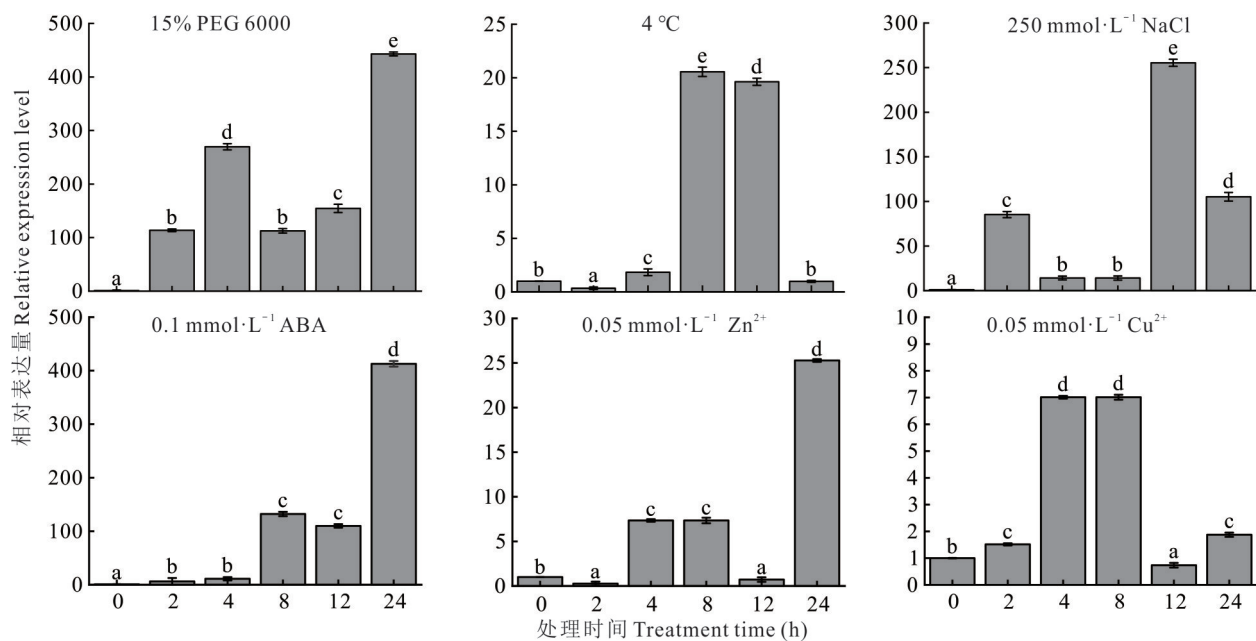 相对表达量 Relative expression level
15% PEG 6000
500
400
300
200
100
0
a
b
d
b
c
e
4 ℃
25
20
15
10
5
0
b
a
c
e
d
b
250 mmol·L⁻¹ NaCl
300
250
200
150
100
50
0
a
c
b
b
e
d
0.1 mmol·L⁻¹ ABA
500
400
300
200
100
0
a
b
b
c
c
d
0 2 4 8 12 24
0.05 mmol·L⁻¹ Zn²⁺
30
25
20
15
10
5
0
b
a
c
c
a
d
0 2 4 8 12 24
0.05 mmol·L⁻¹ Cu²⁺
10
9
8
7
6
5
4
3
2
1
0
b
c
d
d
a
c
0 2 4 8 12 24
处理时间 Treatment time (h)